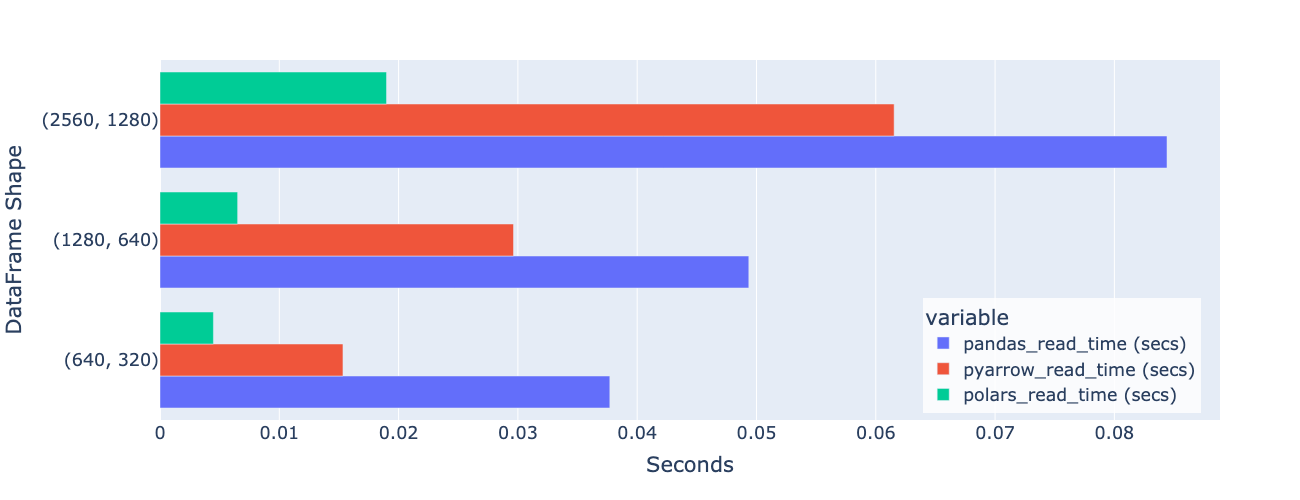 DataFrame Shape
(2560, 1280)
(1280, 640)
(640, 320)
variable
pandas_read_time (secs)
pyarrow_read_time (secs)
polars_read_time (secs)
0 0.01 0.02 0.03 0.04 0.05 0.06 0.07 0.08
Seconds